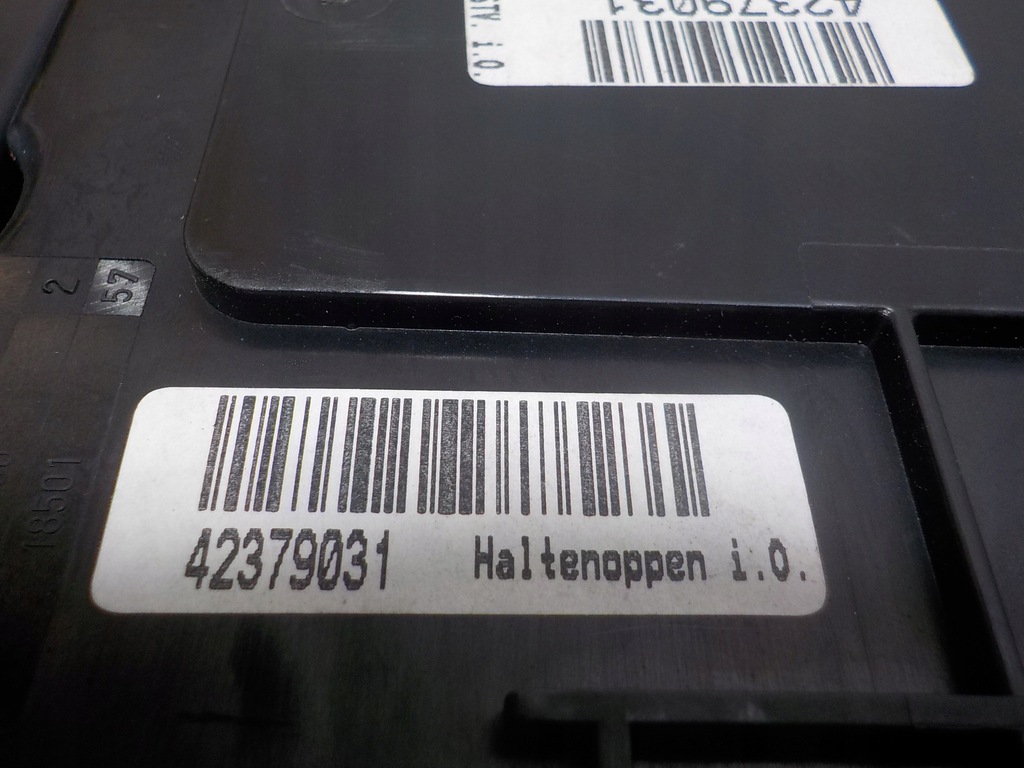 42379031
STV. i.O.
2
57
18501
42379031
Haltenoppen i.O.